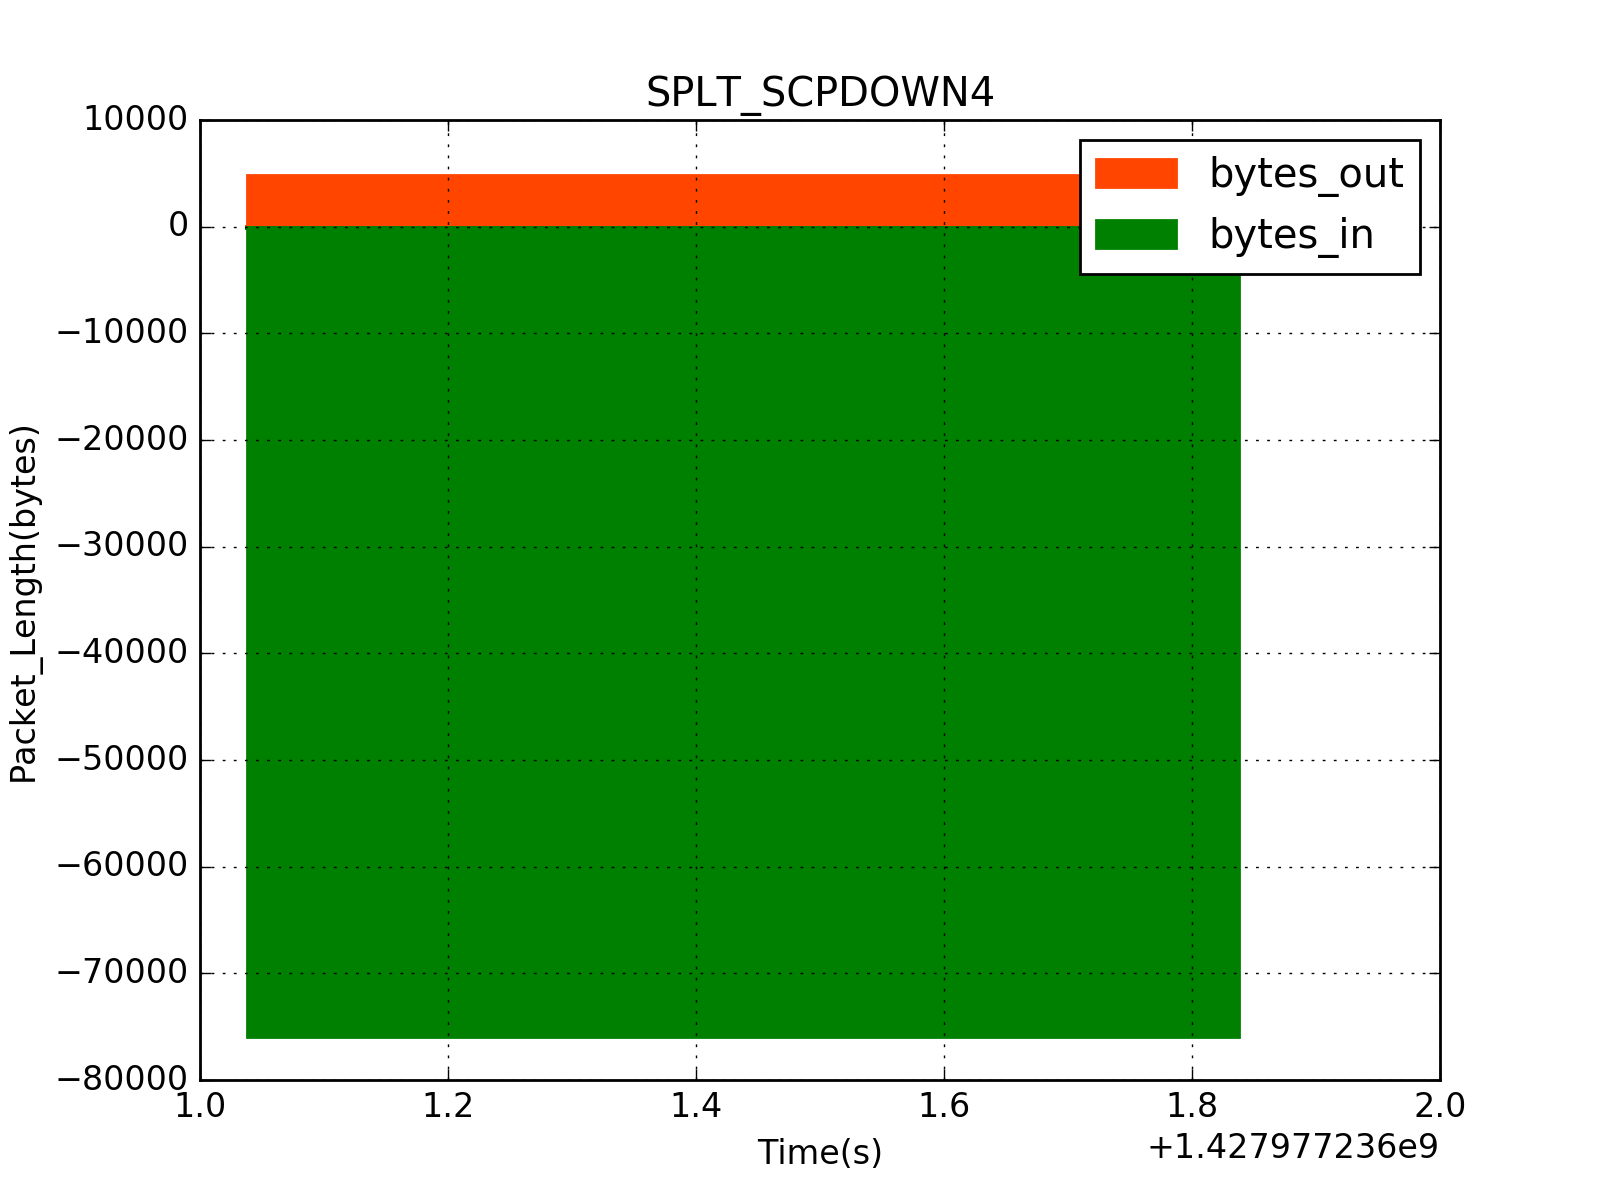 SPLT_SCPDOWN4
10000
0
−10000
−20000
−30000
−40000
−50000
−60000
−70000
−80000
Packet_Length(bytes)
bytes_out
bytes_in
1.0 1.2 1.4 1.6 1.8 2.0
Time(s)
+1.427977236e9